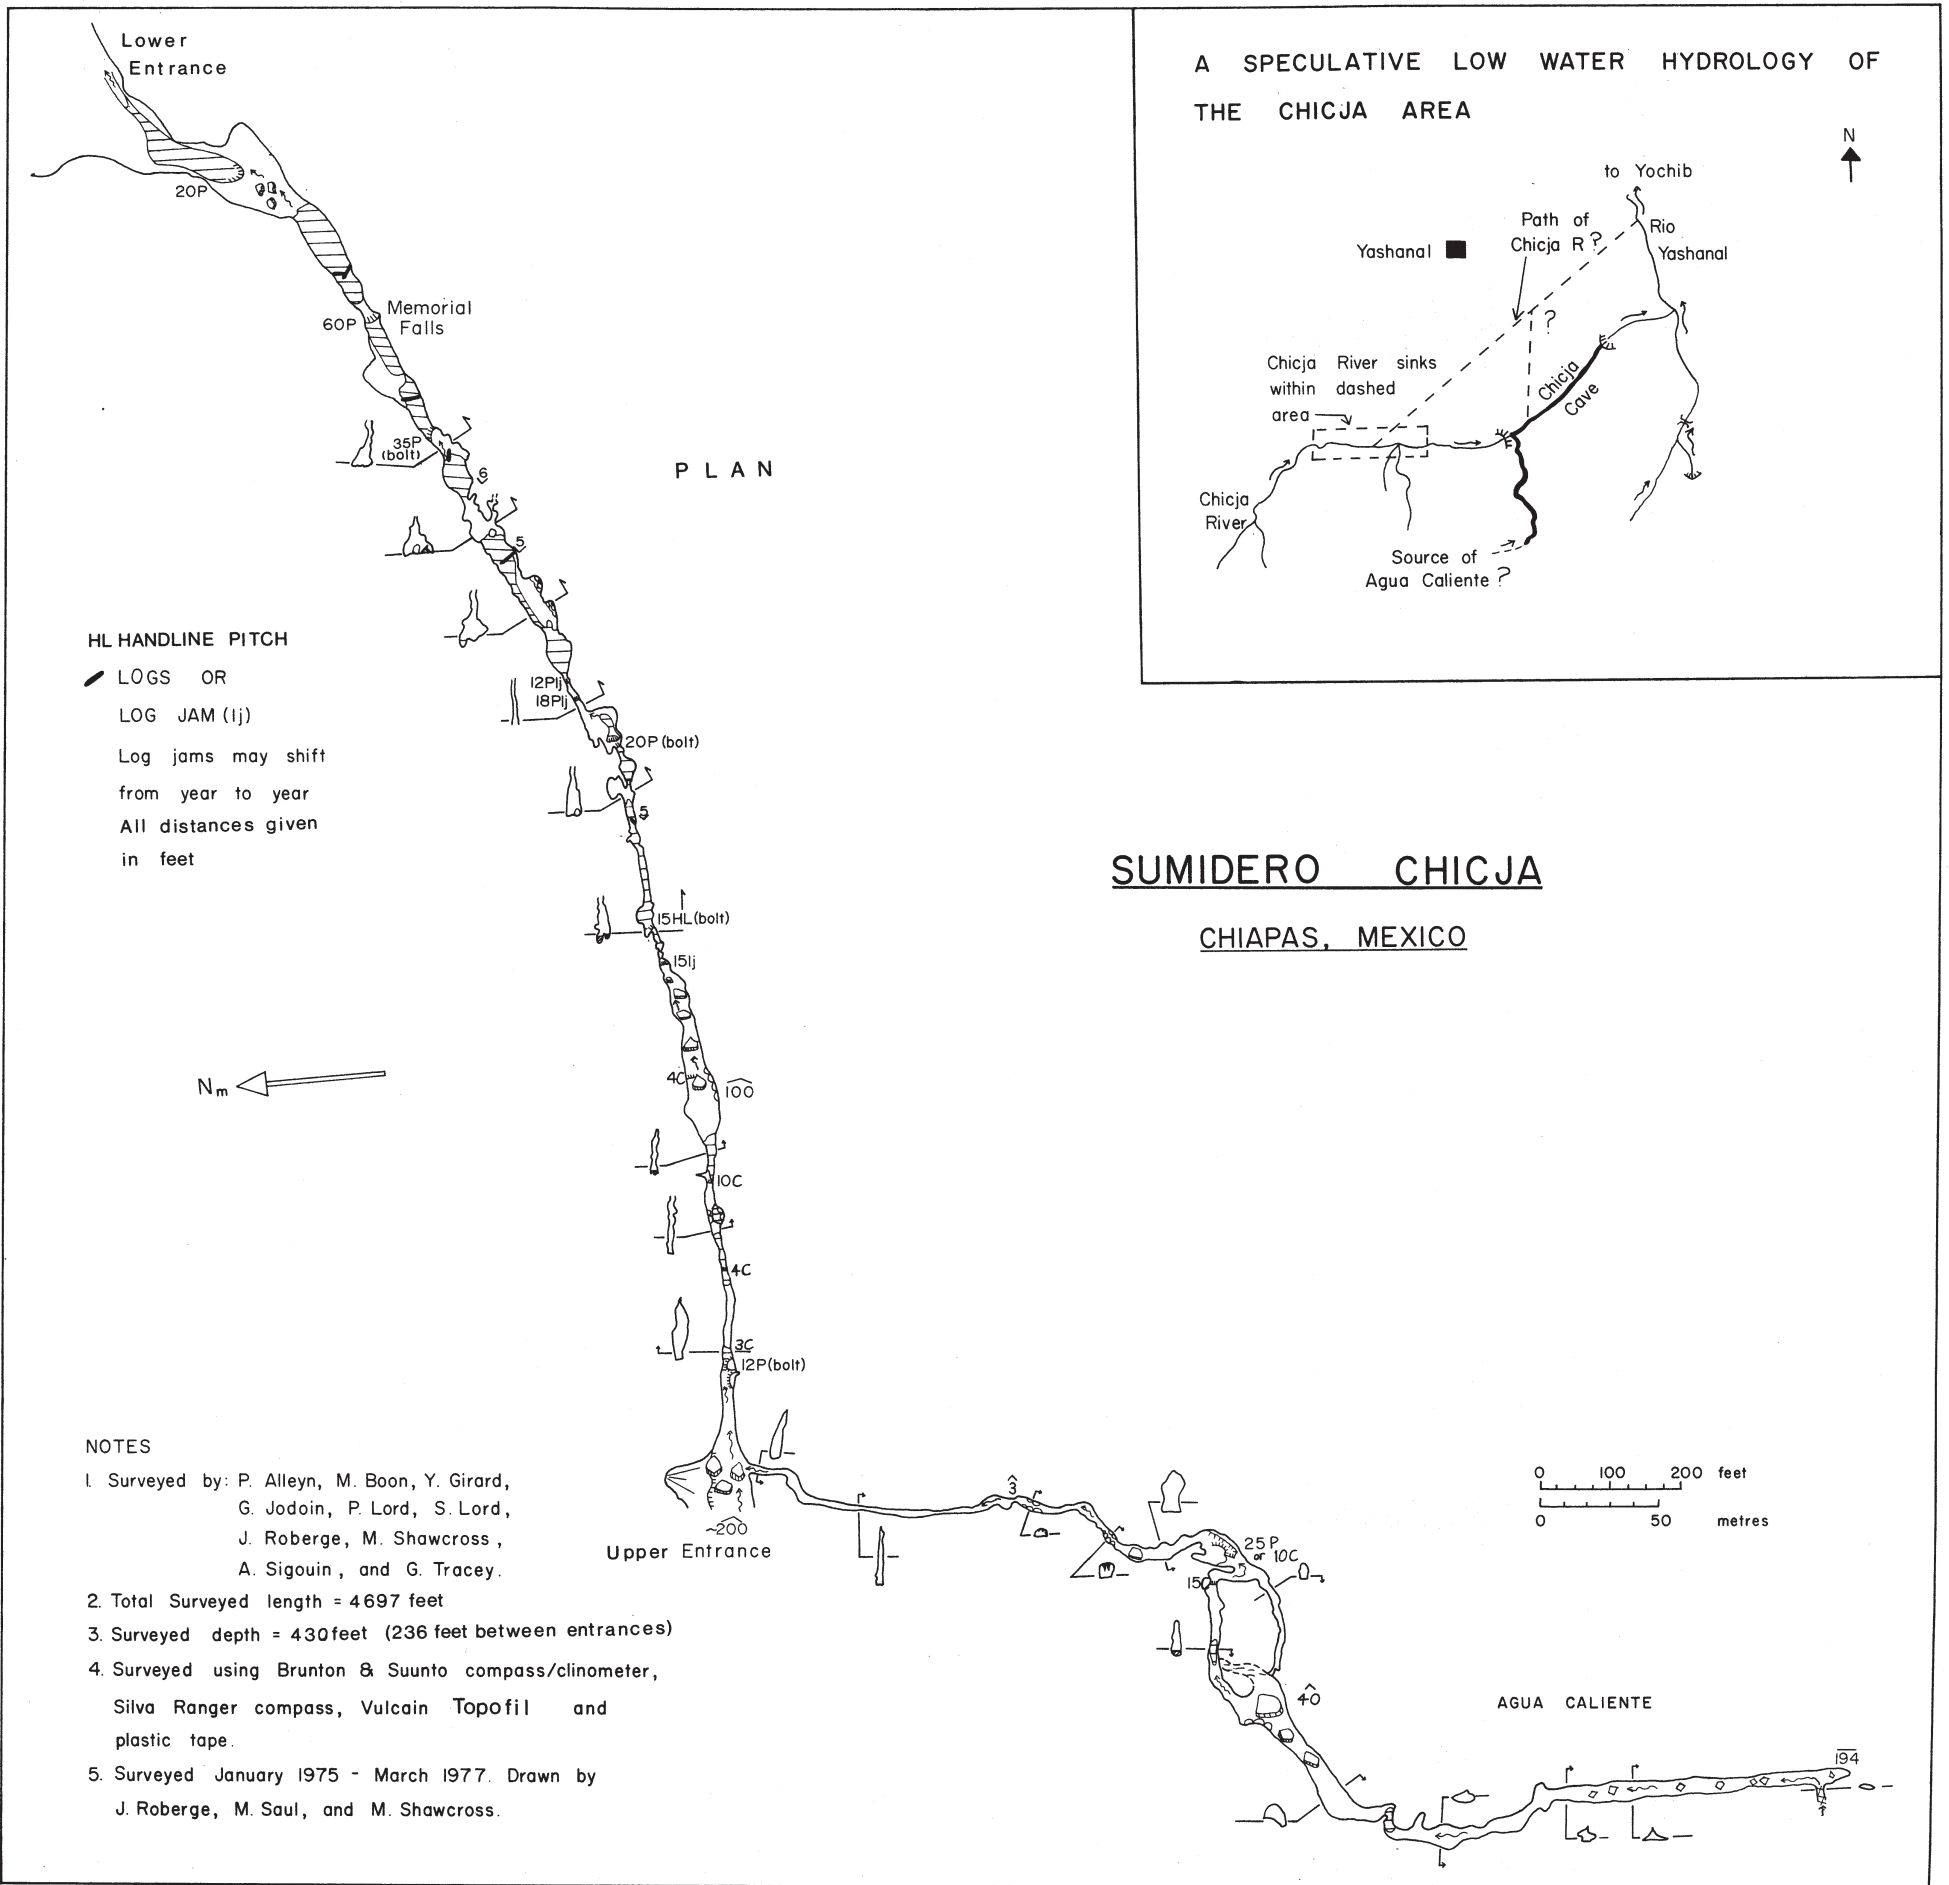 Lower
Entrance
20P
60P
Memorial
Falls
35P
(bolt)
6
5
12Plj
18Plj
20P (bolt)
5
15HL (bolt)
15lj
4C
100
10C
4C
3C
12P (bolt)
~200
Upper Entrance
3
25P
or 10C
15C
40
AGUA CALIENTE
194
PLAN
HL HANDLINE PITCH
LOGS OR
LOG JAM (lj)
Log jams may shift
from year to year
All distances given
in feet
Nm
SUMIDERO CHICJA
CHIAPAS, MEXICO
A SPECULATIVE LOW WATER HYDROLOGY OF
THE CHICJA AREA
N
to Yochib
Path of
Chicja R ?
Rio
Yashanal
Yashanal
?
Chicja River sinks
within dashed
area
Chicja
Cave
Chicja
River
Source of
Agua Caliente ?
0 100 200 feet
0 50 metres
NOTES
1. Surveyed by: P. Alleyn, M. Boon, Y. Girard,
G. Jodoin, P. Lord, S. Lord,
J. Roberge, M. Shawcross,
A. Sigouin, and G. Tracey.
2. Total Surveyed length = 4697 feet
3. Surveyed depth = 430 feet (236 feet between entrances)
4. Surveyed using Brunton & Suunto compass/clinometer,
Silva Ranger compass, Vulcain Topofil and
plastic tape.
5. Surveyed January 1975 - March 1977. Drawn by
J. Roberge, M. Saul, and M. Shawcross.